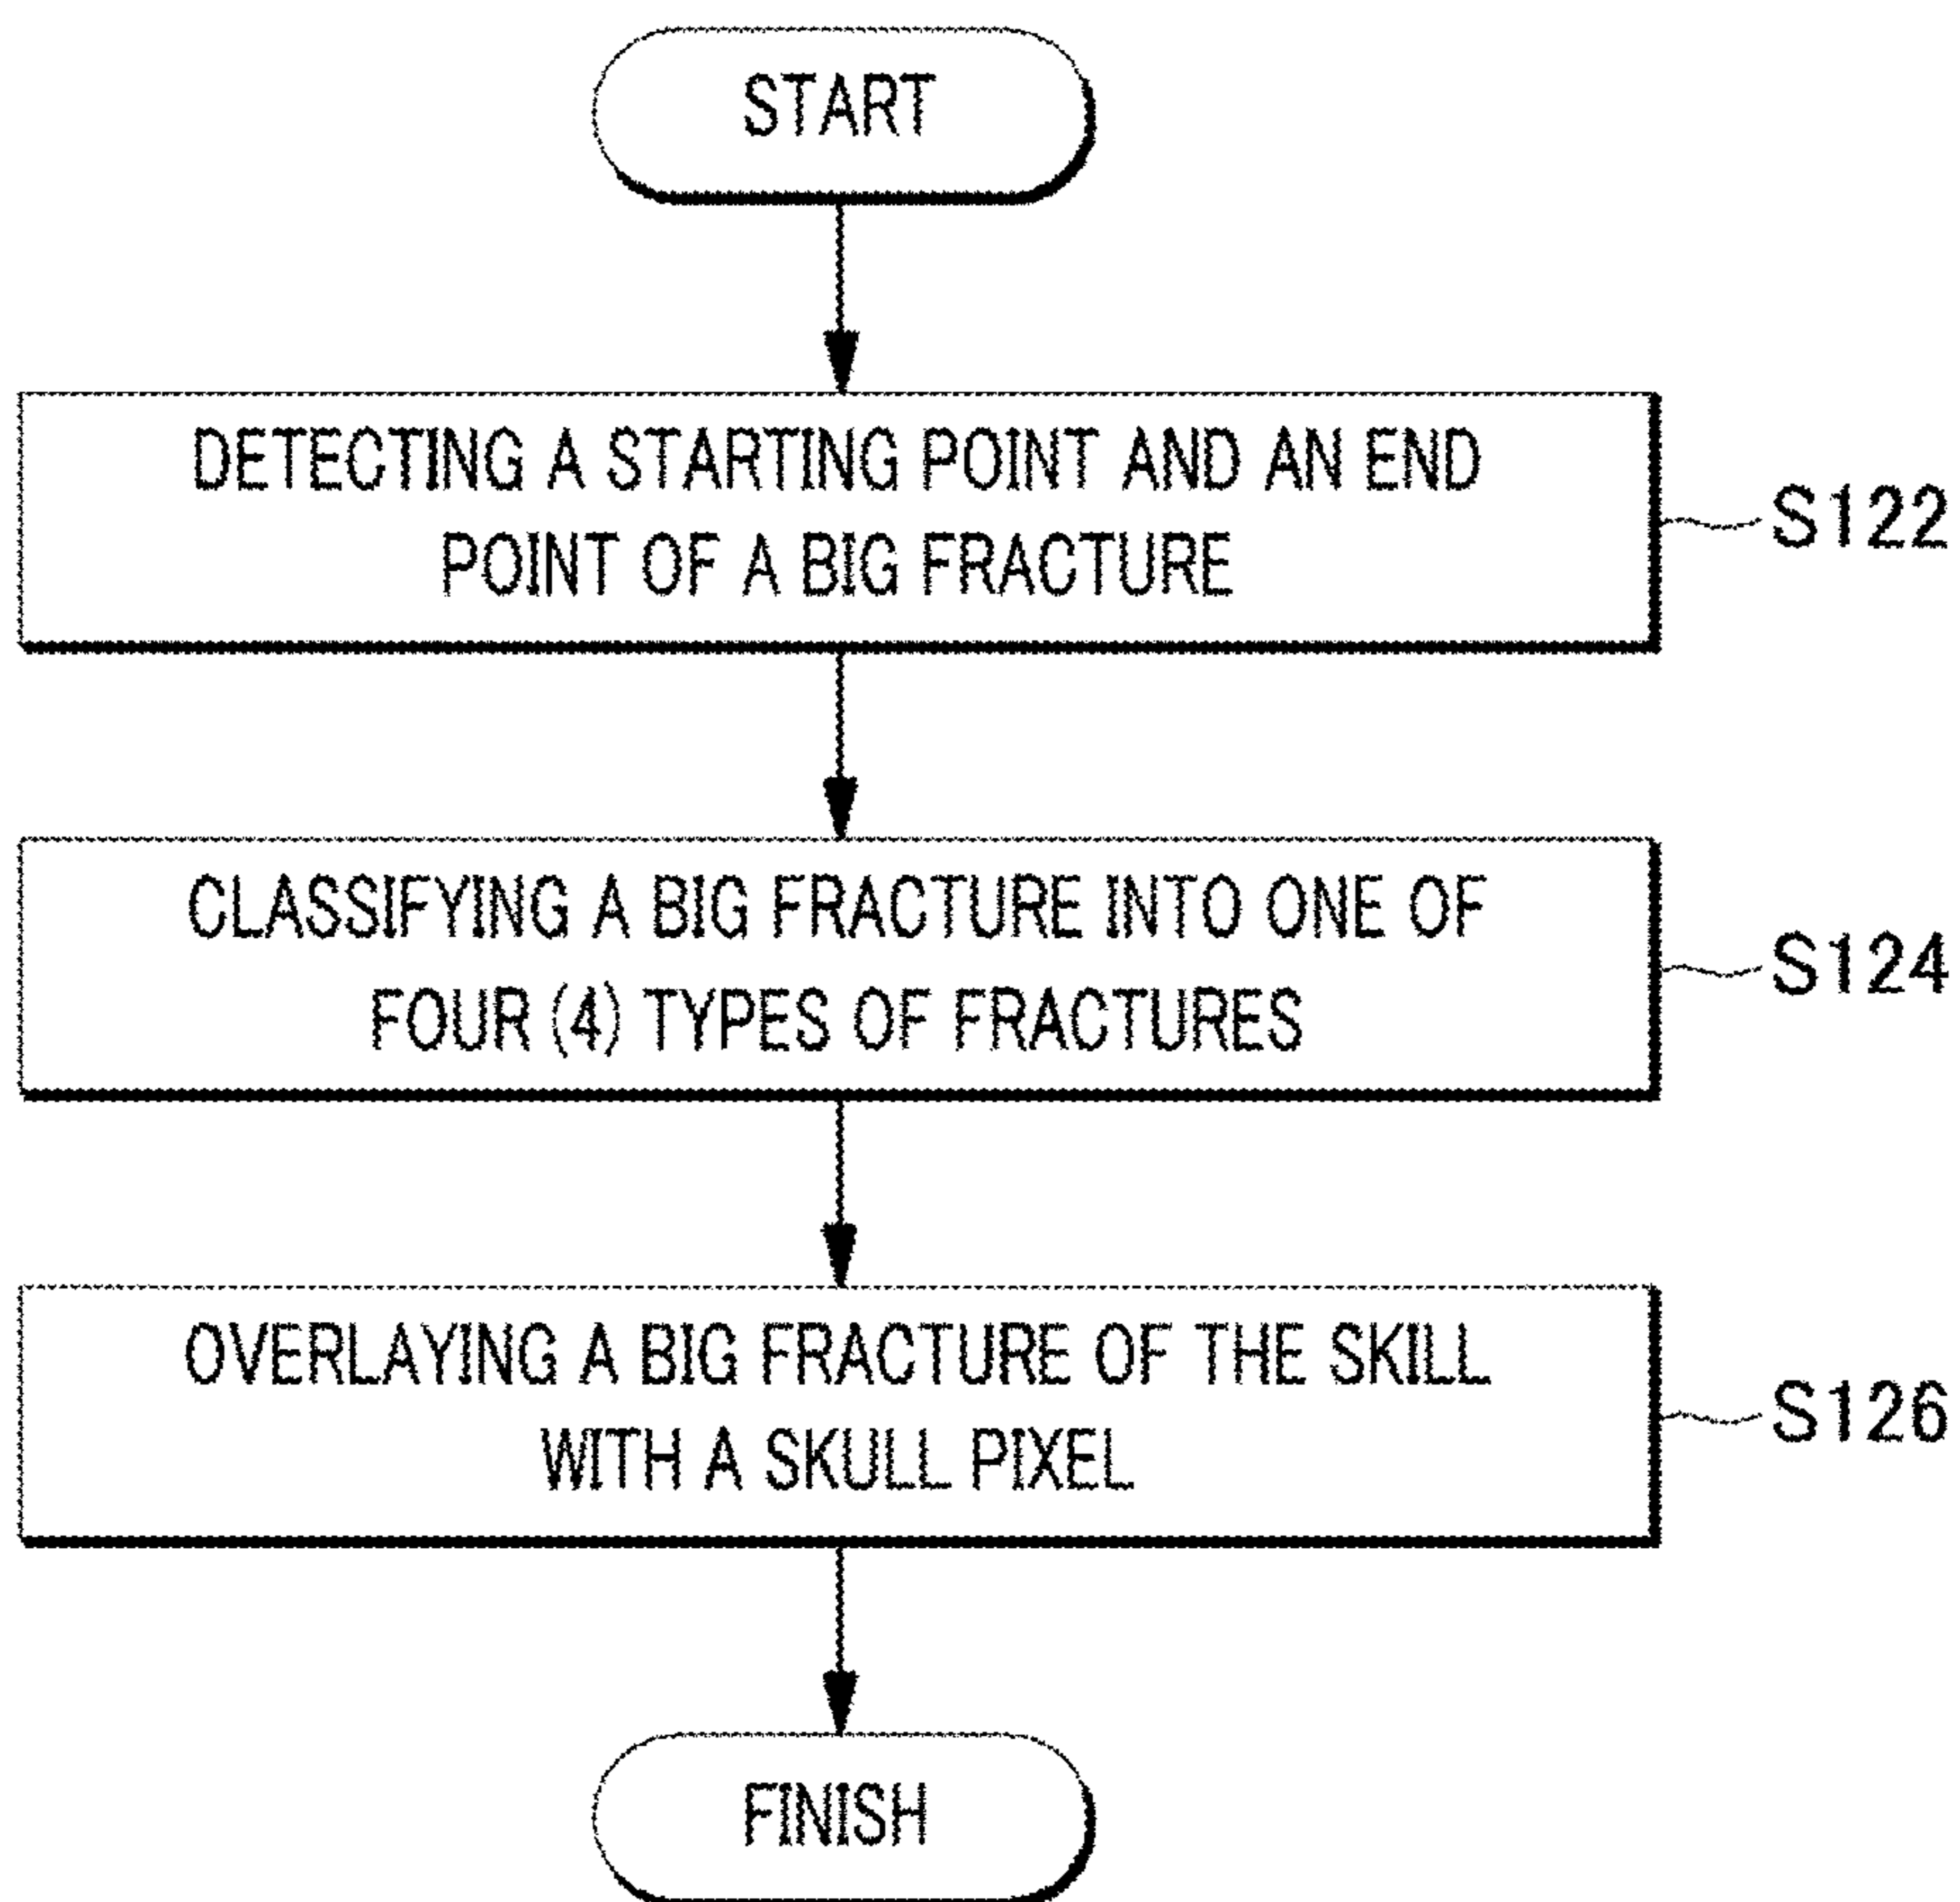 START
DETECTING A STARTING POINT AND AN END
POINT OF A BIG FRACTURE
S122
CLASSIFYING A BIG FRACTURE INTO ONE OF
FOUR (4) TYPES OF FRACTURES
S124
OVERLAYING A BIG FRACTURE OF THE SKILL
WITH A SKULL PIXEL
S126
FINISH